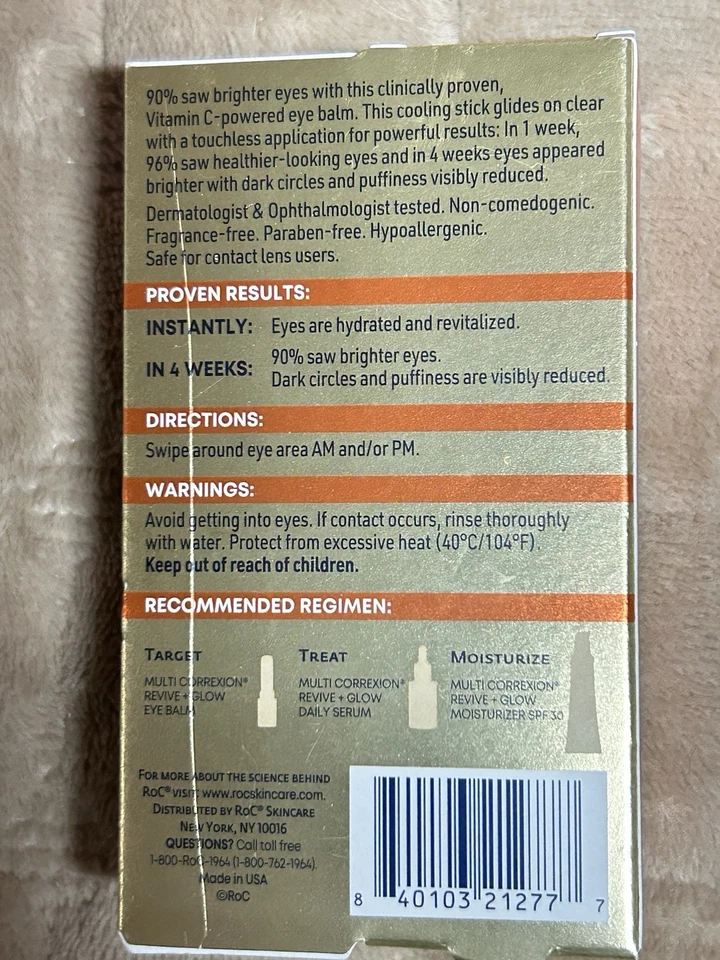 90% saw brighter eyes with this clinically proven,
Vitamin C-powered eye balm. This cooling stick glides on clear
with a touchless application for powerful results: In 1 week,
96% saw healthier-looking eyes and in 4 weeks eyes appeared
brighter with dark circles and puffiness visibly reduced.
Dermatologist & Ophthalmologist tested. Non-comedogenic.
Fragrance-free. Paraben-free. Hypoallergenic.
Safe for contact lens users.
PROVEN RESULTS:
INSTANTLY: Eyes are hydrated and revitalized.
IN 4 WEEKS: 90% saw brighter eyes.
Dark circles and puffiness are visibly reduced.
DIRECTIONS:
Swipe around eye area AM and/or PM.
WARNINGS:
Avoid getting into eyes. If contact occurs, rinse thoroughly
with water. Protect from excessive heat (40°C/104°F).
Keep out of reach of children.
RECOMMENDED REGIMEN:
TARGET
MULTI CORREXION®
REVIVE + GLOW
EYE BALM
TREAT
MULTI CORREXION®
REVIVE + GLOW
DAILY SERUM
MOISTURIZE
MULTI CORREXION®
REVIVE + GLOW
MOISTURIZER SPF 30
FOR MORE ABOUT THE SCIENCE BEHIND
RoC® VISIT www.rocskincare.com.
DISTRIBUTED BY RoC® SKINCARE
NEW YORK, NY 10016
QUESTIONS? Call toll free
1-800-RoC-1964 (1-800-762-1964).
Made in USA
©RoC
8 40103 21277 7